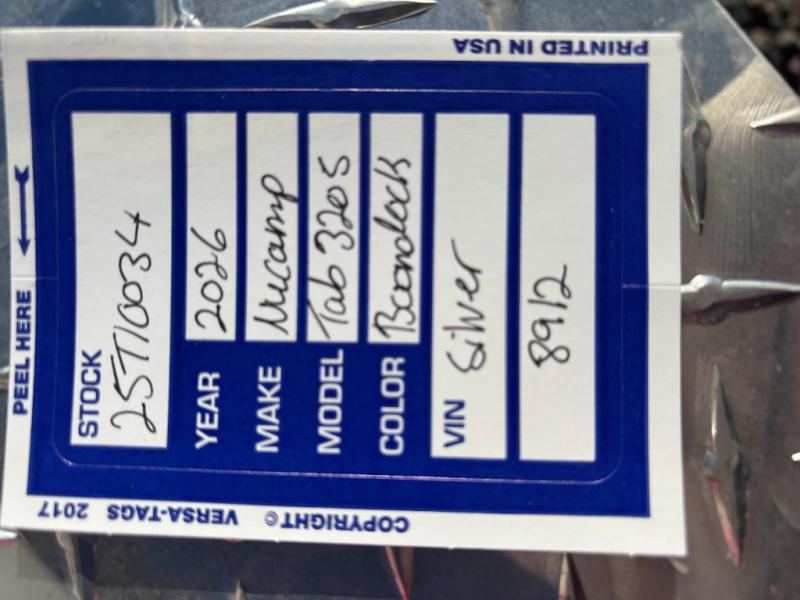 PRINTED IN USA
PEEL HERE
STOCK 25T10034
YEAR 2026
MAKE Nucamp
MODEL Tab 320 S
COLOR Boondock
VIN Silver
8912
COPYRIGHT © VERSA-TAGS 2017